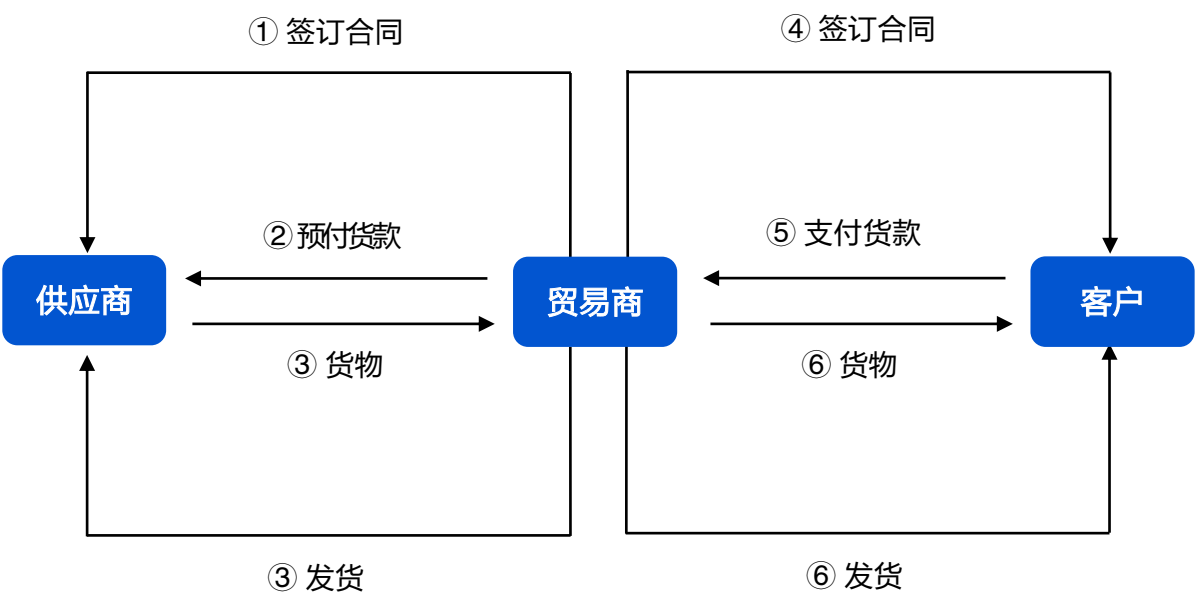 ① 签订合同
④ 签订合同
② 预付货款
⑤ 支付货款
供应商
贸易商
客户
③ 货物
⑥ 货物
③ 发货
⑥ 发货